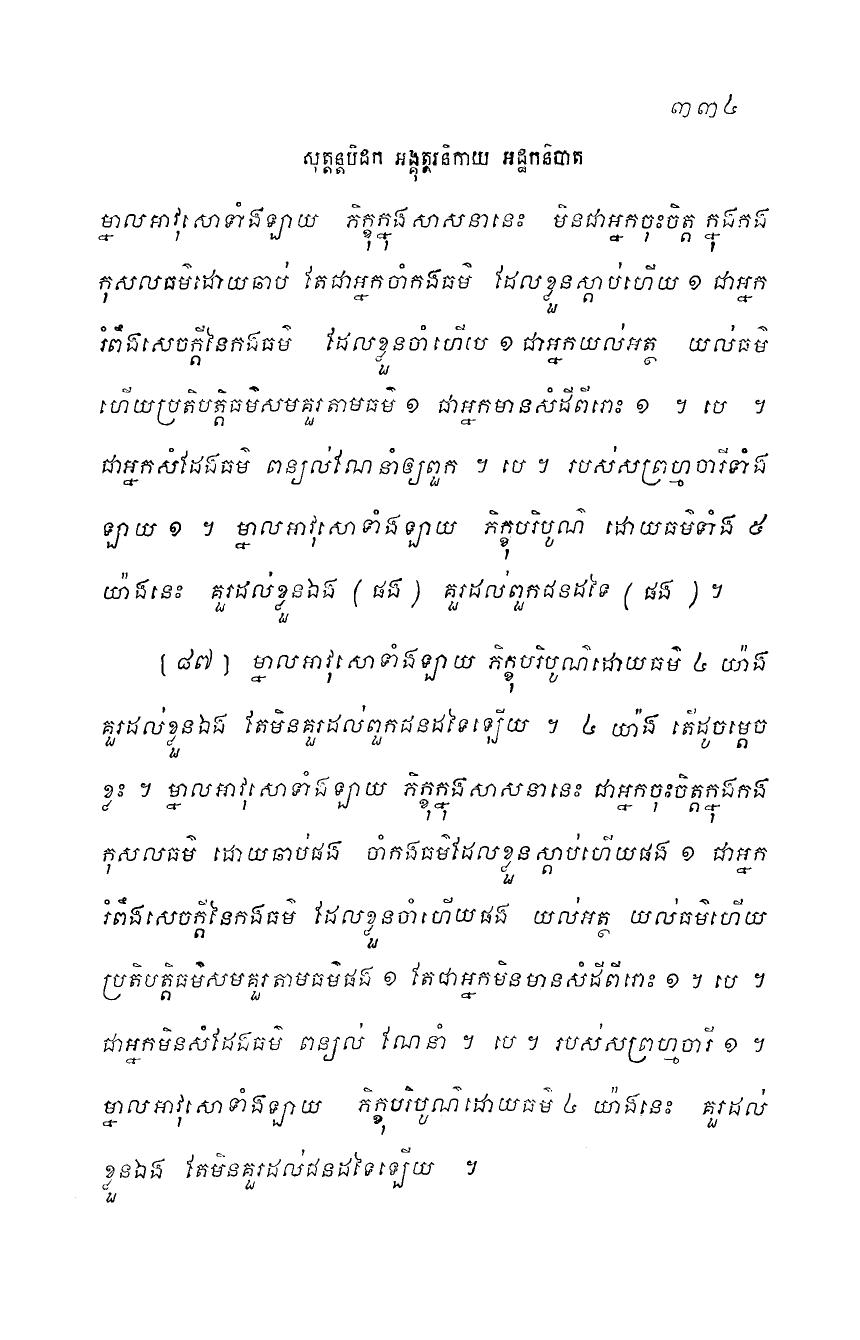 ៣៣៤
សុត្តន្តបិដក អង្គុត្តរនិកាយ អដ្ឋកនិបាត
ម្នាលអាវុសោទាំងឡាយ ភិក្ខុក្នុងសាសនានេះ មិនជាអ្នកចុះចិត្ត ក្នុងកង
កុសលធម៌ដោយឆាប់ តែជាអ្នកចាំកងធម៌ ដែលខ្លួនស្តាប់ហើយ ១ ជាអ្នក
រំពឹងសេចក្តីនៃកងធម៌ ដែលខ្លួនចាំហើយ ១ ជាអ្នកយល់អត្ថ យល់ធម៌
ហើយប្រតិបត្តិធម៌សមគួរតាមធម៌ ១ ជាអ្នកមានសំដីពីរោះ ១ ។ បេ ។
ជាអ្នកសំដែងធម៌ ពន្យល់ណែនាំឲ្យពួក ។ បេ ។ របស់សព្រហ្មចារីទាំង
ឡាយ ១ ។ ម្នាលអាវុសោទាំងឡាយ ភិក្ខុបរិបូណ៌ ដោយធម៌ទាំង ៥
យ៉ាងនេះ គួរដល់ខ្លួនឯង ( ផង ) គួរដល់ពួកជនដទៃ ( ផង ) ។
[ ៨៧ ] ម្នាលអាវុសោទាំងឡាយ ភិក្ខុបរិបូណ៌ដោយធម៌ ៤ យ៉ាង
គួរដល់ខ្លួនឯង តែមិនគួរដល់ពួកជនដទៃឡើយ ។ ៤ យ៉ាង តើដូចម្តេច
ខ្លះ ។ ម្នាលអាវុសោទាំងឡាយ ភិក្ខុក្នុងសាសនានេះ ជាអ្នកចុះចិត្តក្នុងកង
កុសលធម៌ ដោយឆាប់ផង ចាំកងធម៌ដែលខ្លួនស្តាប់ហើយផង ១ ជាអ្នក
រំពឹងសេចក្តីនៃកងធម៌ ដែលខ្លួនចាំហើយផង យល់អត្ថ យល់ធម៌ហើយ
ប្រតិបត្តិធម៌សមគួរតាមធម៌ផង ១ តែជាអ្នកមិនមានសំដីពីរោះ ១ ។ បេ ។
ជាអ្នកមិនសំដែងធម៌ ពន្យល់ ណែនាំ ។ បេ ។ របស់សព្រហ្មចារី ១ ។
ម្នាលអាវុសោទាំងឡាយ ភិក្ខុបរិបូណ៌ដោយធម៌ ៤ យ៉ាងនេះ គួរដល់
ខ្លួនឯង តែមិនគួរដល់ជនដទៃឡើយ ។